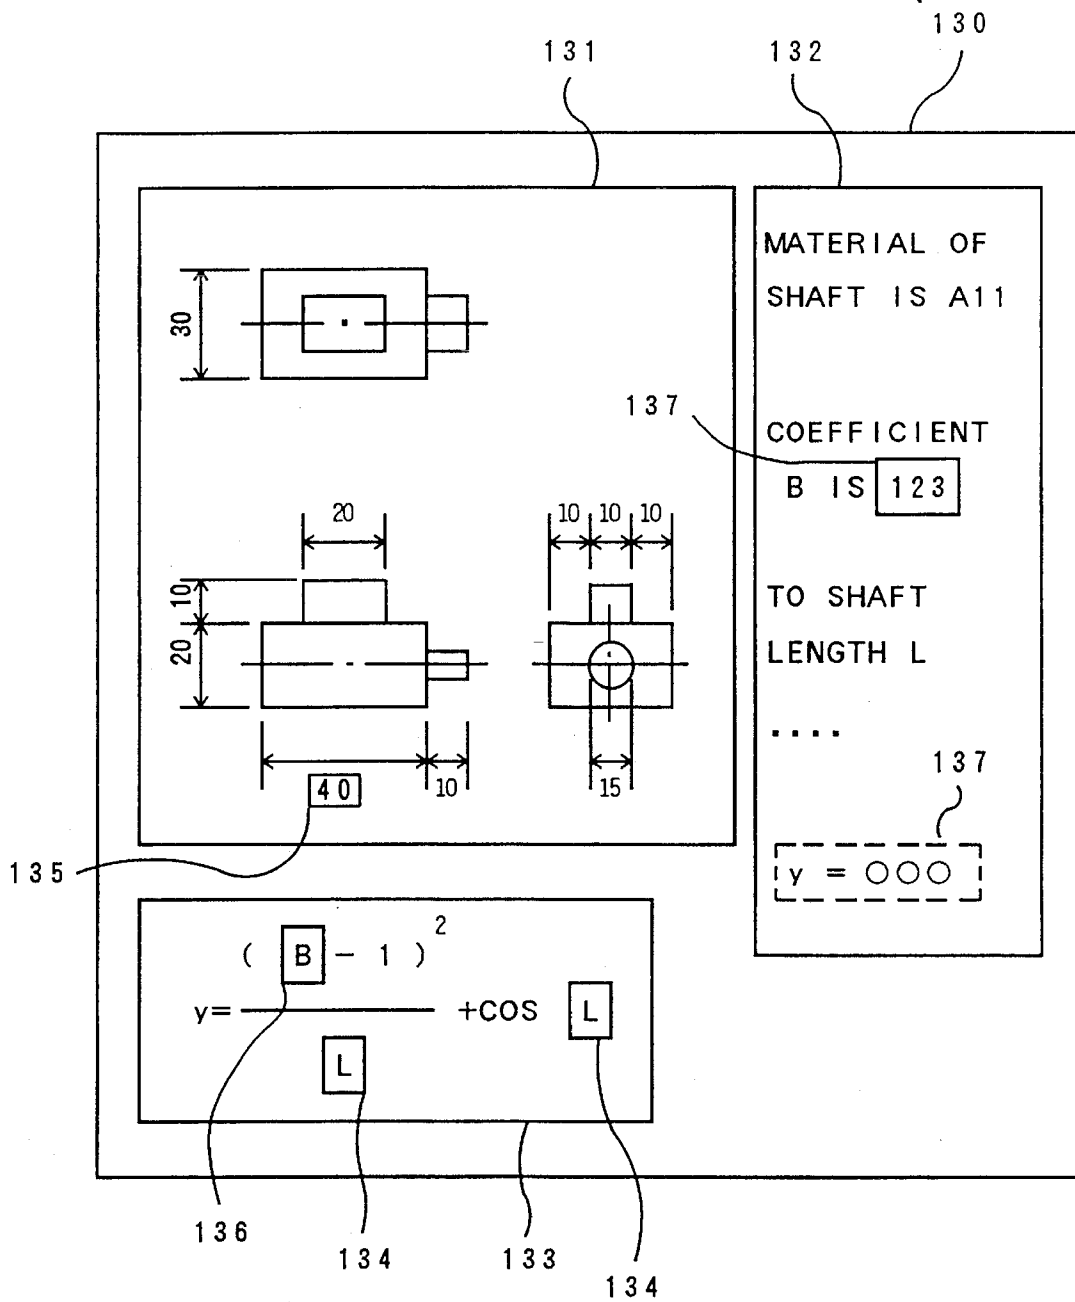 130
131
132
MATERIAL OF
SHAFT IS A11
30
137
COEFFICIENT
B IS 123
20
10 10 10
10
20
TO SHAFT
LENGTH L
....
40
10
15
137
135
y = ○○○
( B - 1 )²
y= +COS L
L
136
134
133
134